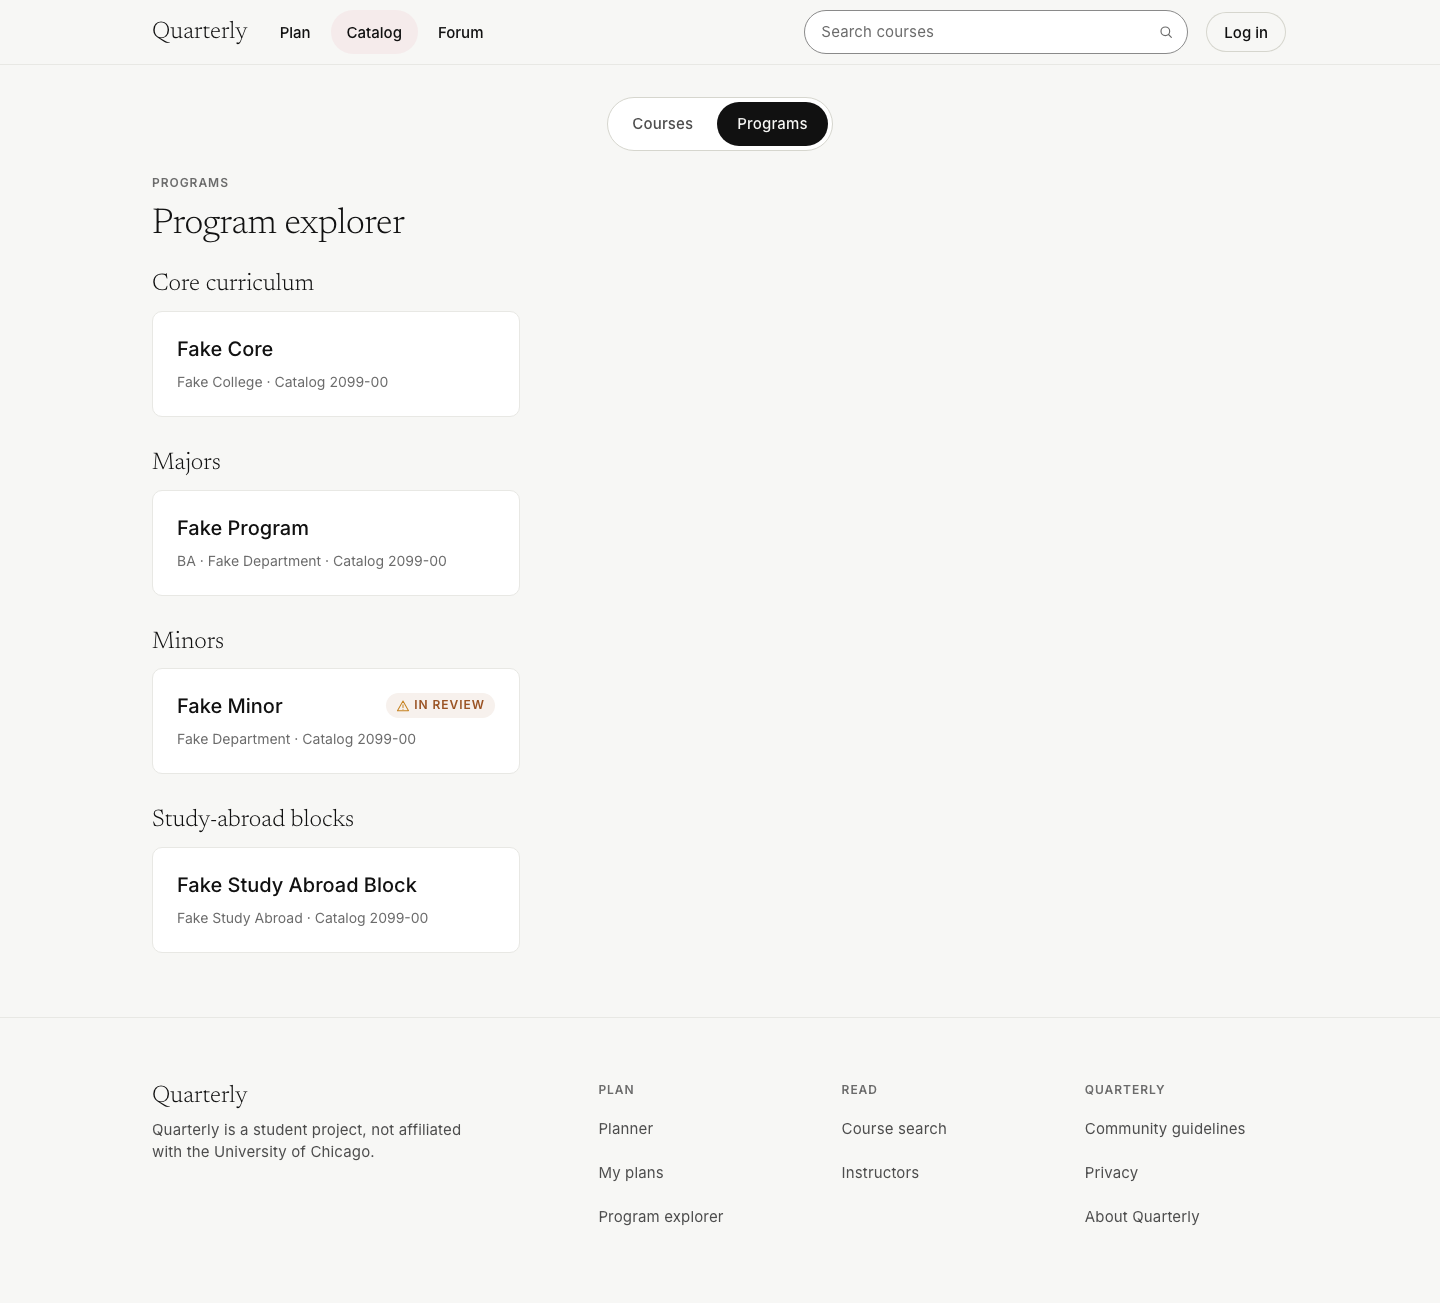 Quarterly
Plan
Catalog
Forum
Search courses
Log in
Courses
Programs
PROGRAMS
Program explorer
Core curriculum
Fake Core
Fake College · Catalog 2099-00
Majors
Fake Program
BA · Fake Department · Catalog 2099-00
Minors
Fake Minor
IN REVIEW
Fake Department · Catalog 2099-00
Study-abroad blocks
Fake Study Abroad Block
Fake Study Abroad · Catalog 2099-00
Quarterly
Quarterly is a student project, not affiliated
with the University of Chicago.
PLAN
Planner
My plans
Program explorer
READ
Course search
Instructors
QUARTERLY
Community guidelines
Privacy
About Quarterly